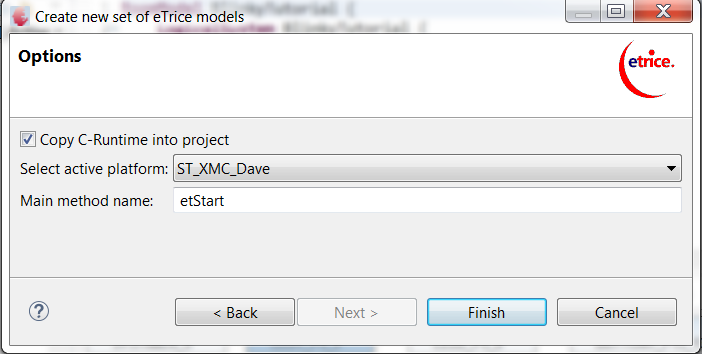 Create new set of eTrice models
Options
etrice.
Copy C-Runtime into project
Select active platform: ST_XMC_Dave
Main method name: etStart
? < Back Next > Finish Cancel